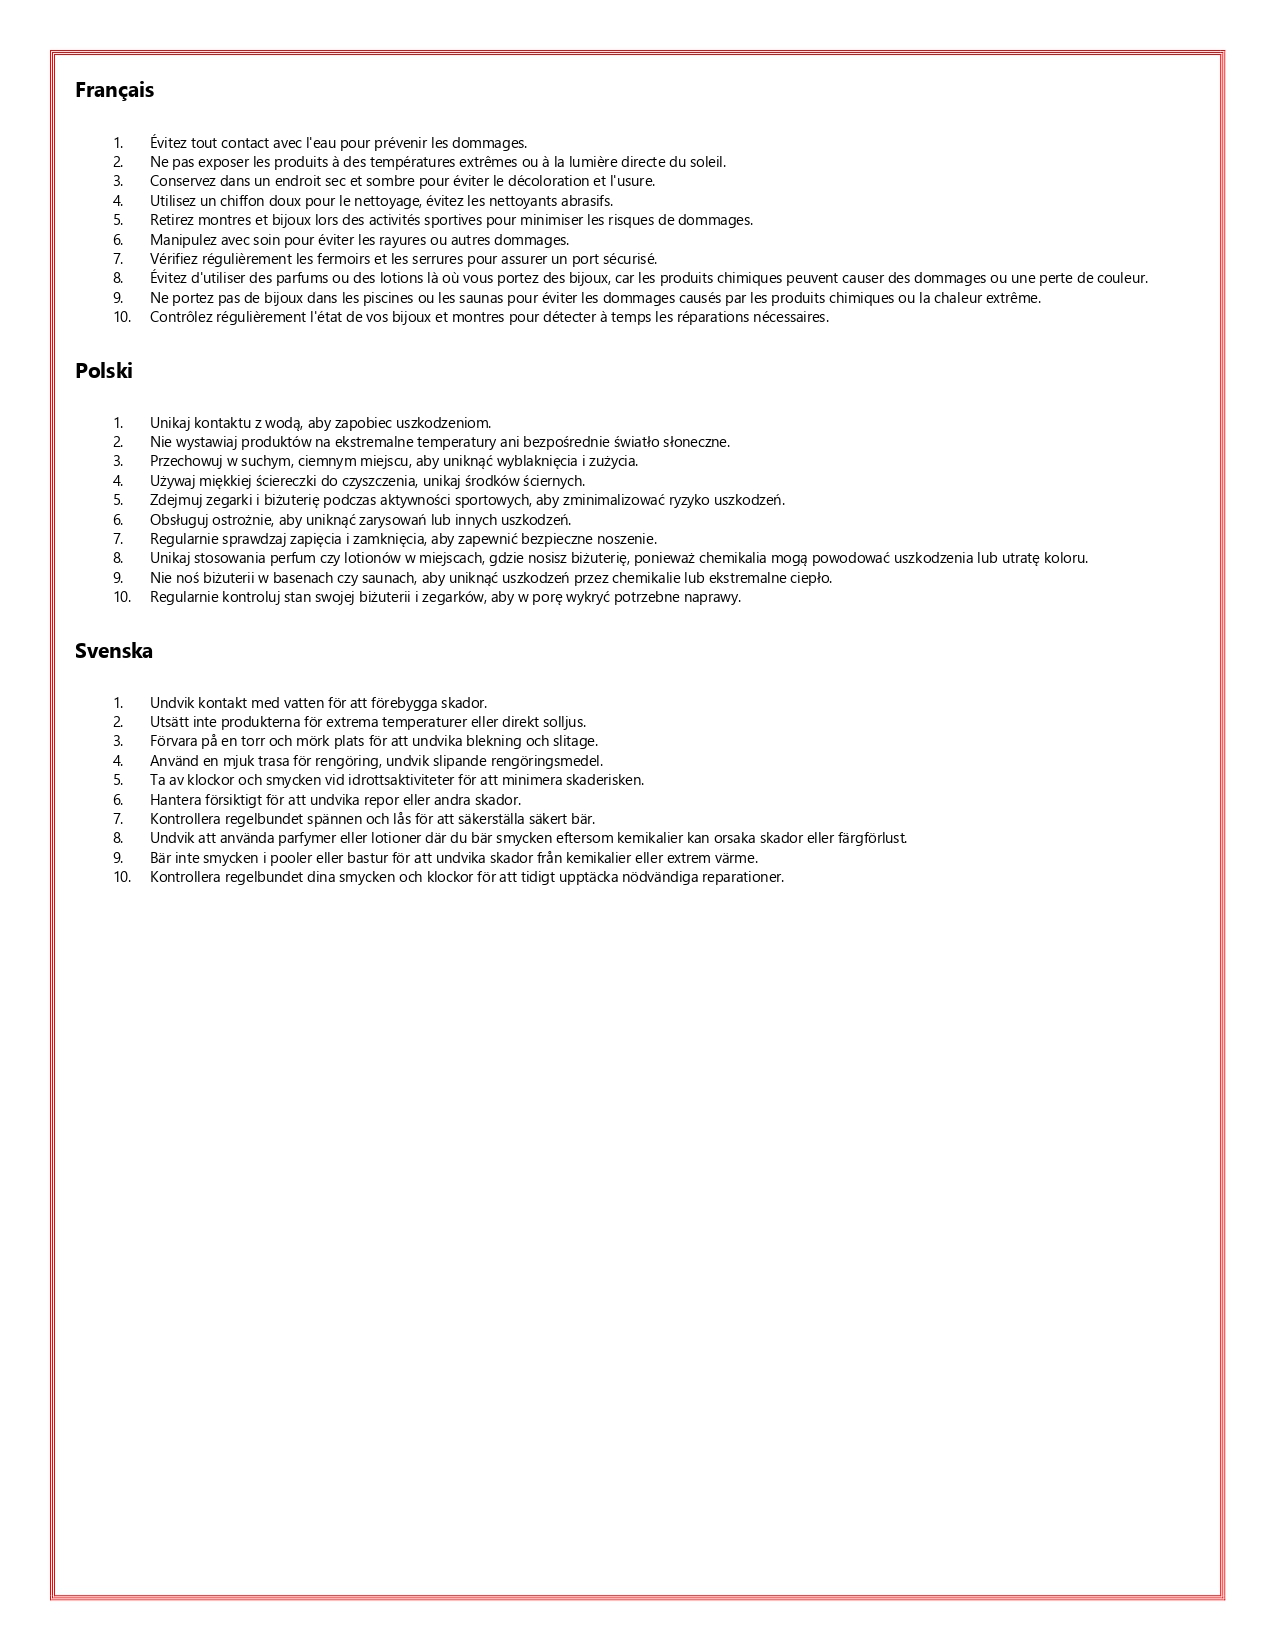 Français
1. Évitez tout contact avec l'eau pour prévenir les dommages.
2. Ne pas exposer les produits à des températures extrêmes ou à la lumière directe du soleil.
3. Conservez dans un endroit sec et sombre pour éviter le décoloration et l'usure.
4. Utilisez un chiffon doux pour le nettoyage, évitez les nettoyants abrasifs.
5. Retirez montres et bijoux lors des activités sportives pour minimiser les risques de dommages.
6. Manipulez avec soin pour éviter les rayures ou autres dommages.
7. Vérifiez régulièrement les fermoirs et les serrures pour assurer un port sécurisé.
8. Évitez d'utiliser des parfums ou des lotions là où vous portez des bijoux, car les produits chimiques peuvent causer des dommages ou une perte de couleur.
9. Ne portez pas de bijoux dans les piscines ou les saunas pour éviter les dommages causés par les produits chimiques ou la chaleur extrême.
10. Contrôlez régulièrement l'état de vos bijoux et montres pour détecter à temps les réparations nécessaires.
Polski
1. Unikaj kontaktu z wodą, aby zapobiec uszkodzeniom.
2. Nie wystawiaj produktów na ekstremalne temperatury ani bezpośrednie światło słoneczne.
3. Przechowuj w suchym, ciemnym miejscu, aby uniknąć wyblaknięcia i zużycia.
4. Używaj miękkiej ściereczki do czyszczenia, unikaj środków ściernych.
5. Zdejmuj zegarki i biżuterię podczas aktywności sportowych, aby zminimalizować ryzyko uszkodzeń.
6. Obsługuj ostrożnie, aby uniknąć zarysowań lub innych uszkodzeń.
7. Regularnie sprawdzaj zapięcia i zamknięcia, aby zapewnić bezpieczne noszenie.
8. Unikaj stosowania perfum czy lotionów w miejscach, gdzie nosisz biżuterię, ponieważ chemikalia mogą powodować uszkodzenia lub utratę koloru.
9. Nie noś biżuterii w basenach czy saunach, aby uniknąć uszkodzeń przez chemikalie lub ekstremalne ciepło.
10. Regularnie kontroluj stan swojej biżuterii i zegarków, aby w porę wykryć potrzebne naprawy.
Svenska
1. Undvik kontakt med vatten för att förebygga skador.
2. Utsätt inte produkterna för extrema temperaturer eller direkt solljus.
3. Förvara på en torr och mörk plats för att undvika blekning och slitage.
4. Använd en mjuk trasa för rengöring, undvik slipande rengöringsmedel.
5. Ta av klockor och smycken vid idrottsaktiviteter för att minimera skaderisken.
6. Hantera försiktigt för att undvika repor eller andra skador.
7. Kontrollera regelbundet spännen och lås för att säkerställa säkert bär.
8. Undvik att använda parfymer eller lotioner där du bär smycken eftersom kemikalier kan orsaka skador eller färgförlust.
9. Bär inte smycken i pooler eller bastur för att undvika skador från kemikalier eller extrem värme.
10. Kontrollera regelbundet dina smycken och klockor för att tidigt upptäcka nödvändiga reparationer.